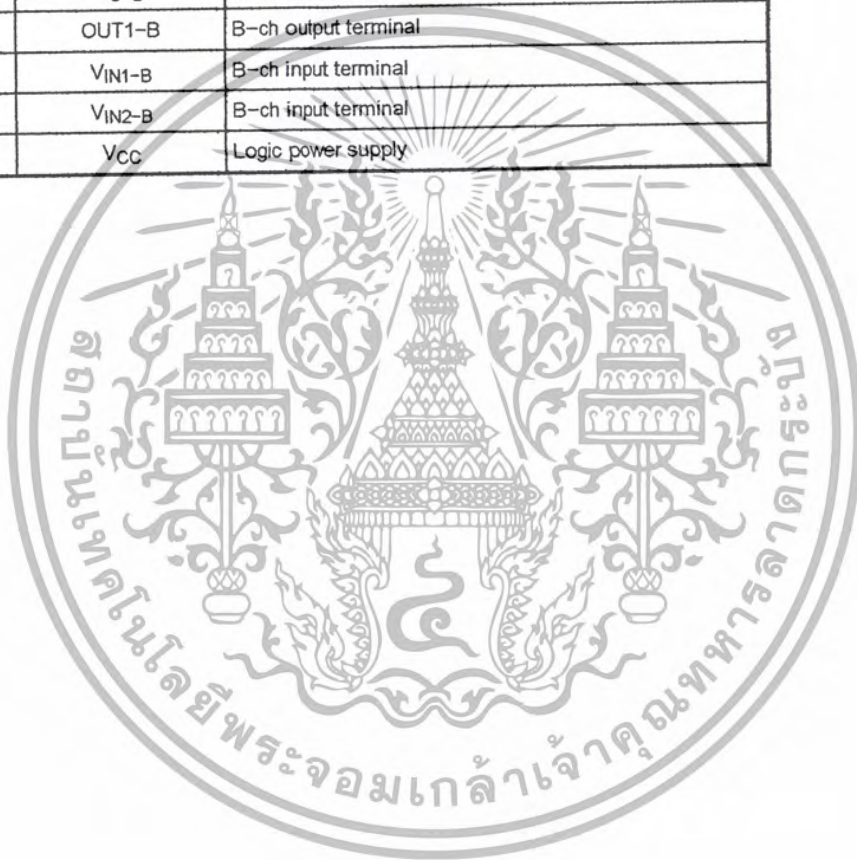 OUT1-B B-ch output terminal
VIN1-B B-ch input terminal
VIN2-B B-ch input terminal
VCC Logic power supply
สถาบันเทคโนโลยีพระจอมเกล้าเจ้าคุณทหารลาดกระบัง
๔